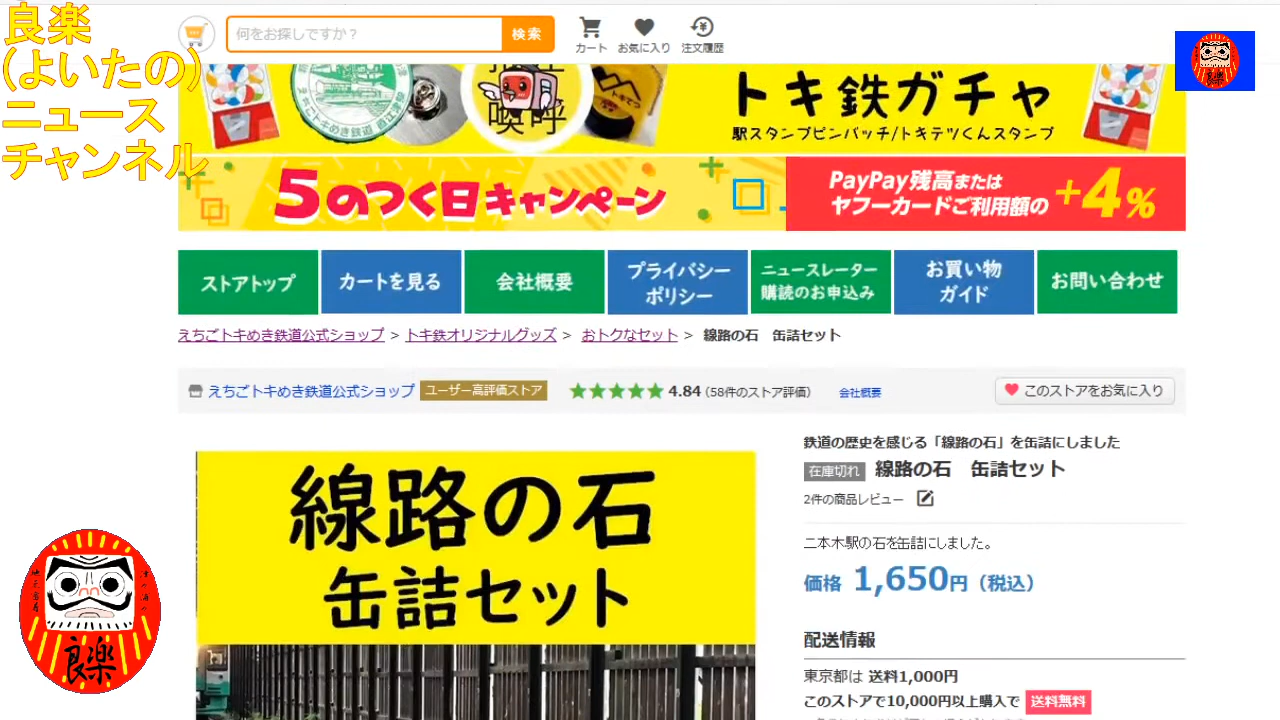 良楽
(よいたの)
ニュース
チャンネル
何をお探しですか？
検索
カート
お気に入り
注文履歴
良楽
喚呼
トキてつ
トキ鉄ガチャ
駅スタンプピンバッチ/トキテツくんスタンプ
5のつく日キャンペーン
PayPay残高または
ヤフーカードご利用額の
+4%
ストアトップ
カートを見る
会社概要
プライバシー
ポリシー
ニュースレーター
購読のお申込み
お買い物
ガイド
お問い合わせ
えちごトキめき鉄道公式ショップ > トキ鉄オリジナルグッズ > おトクなセット > 線路の石 缶詰セット
えちごトキめき鉄道公式ショップ
ユーザー高評価ストア
4.84（58件のストア評価）
会社概要
このストアをお気に入り
線路の石
缶詰セット
鉄道の歴史を感じる「線路の石」を缶詰にしました
在庫切れ 線路の石 缶詰セット
2件の商品レビュー
二本木駅の石を缶詰にしました。
価格 1,650円（税込）
配送情報
東京都は 送料1,000円
このストアで10,000円以上購入で 送料無料
良楽